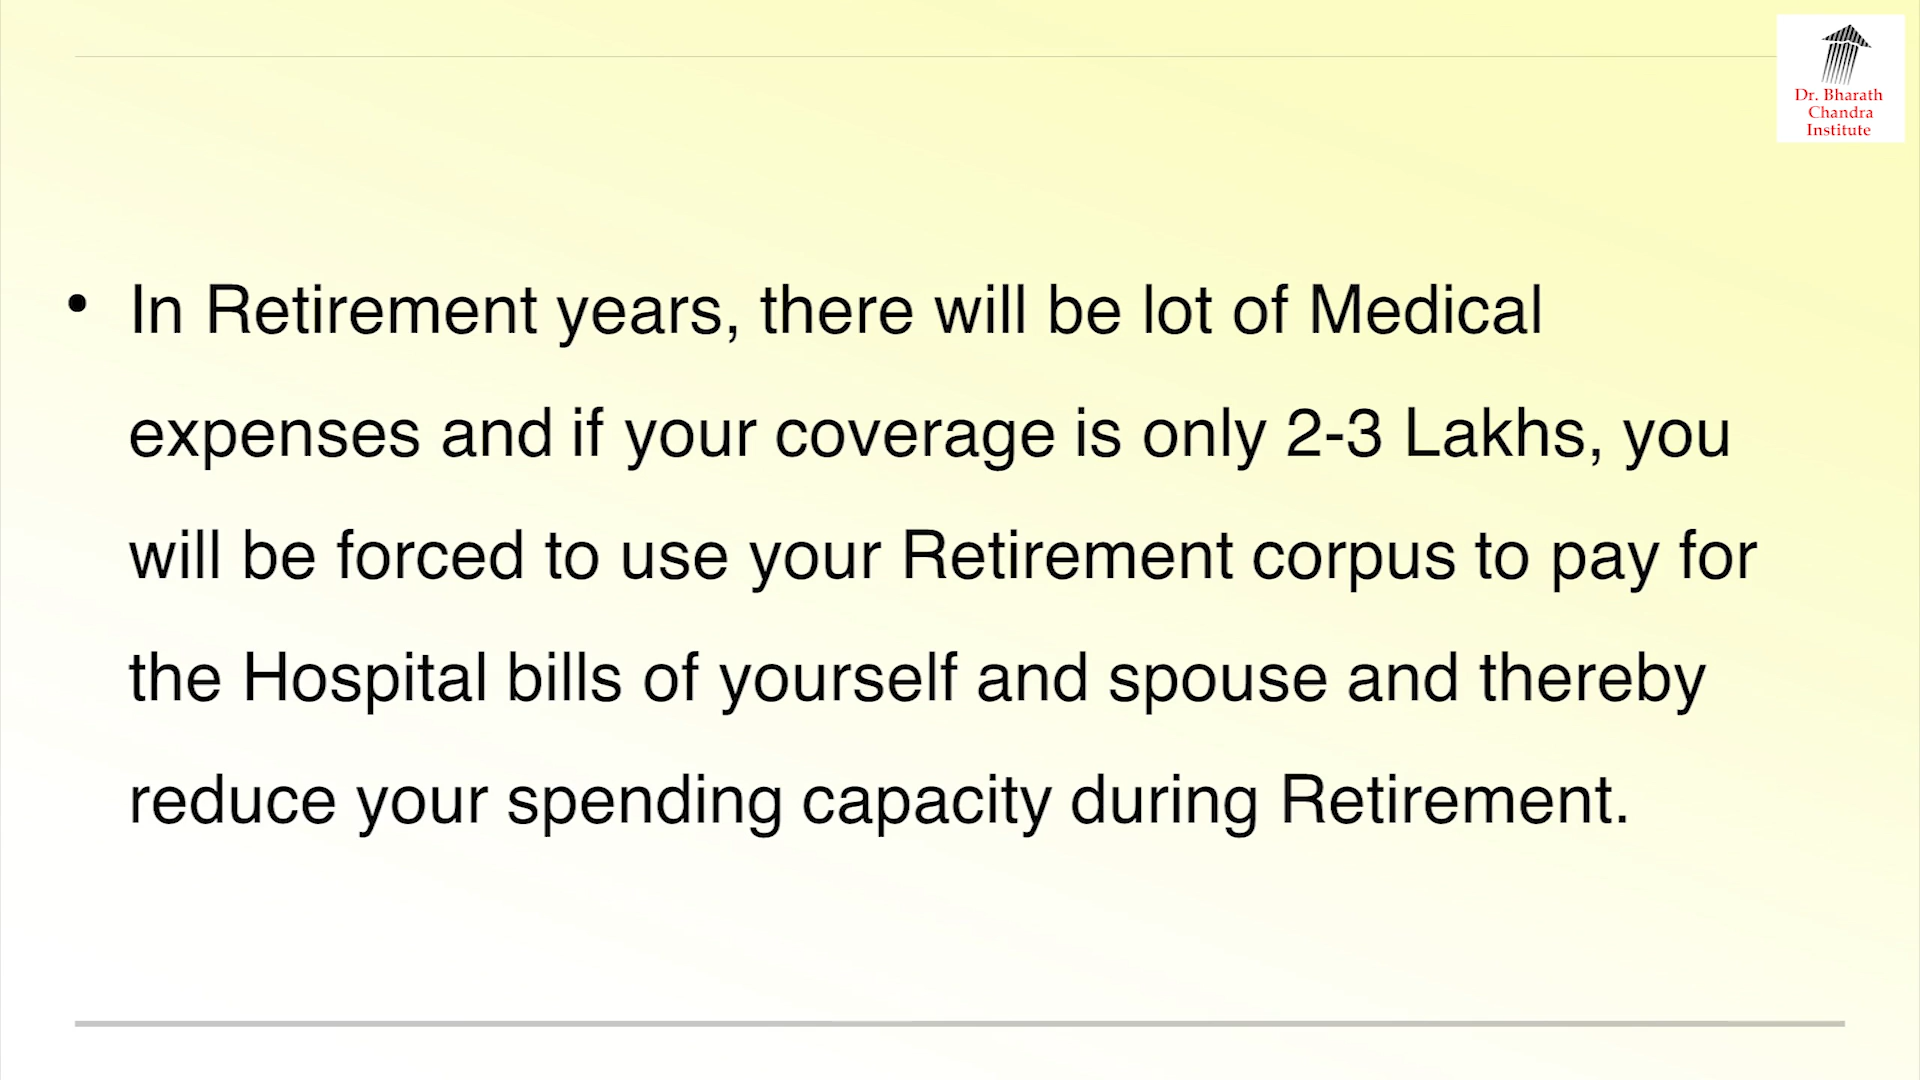 Dr. Bharath
Chandra
Institute
• In Retirement years, there will be lot of Medical
expenses and if your coverage is only 2-3 Lakhs, you
will be forced to use your Retirement corpus to pay for
the Hospital bills of yourself and spouse and thereby
reduce your spending capacity during Retirement.